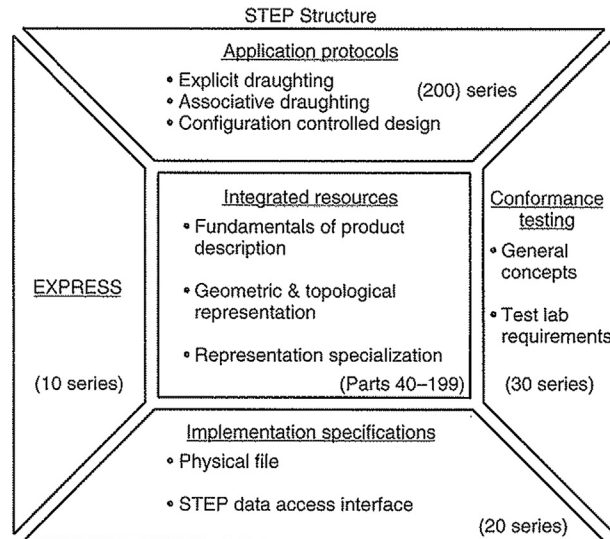 STEP Structure
Application protocols
• Explicit draughting
• Associative draughting
• Configuration controlled design
(200) series
Integrated resources
• Fundamentals of product
description
• Geometric & topological
representation
• Representation specialization
(Parts 40–199)
EXPRESS
(10 series)
Conformance
testing
• General
concepts
• Test lab
requirements
(30 series)
Implementation specifications
• Physical file
• STEP data access interface
(20 series)